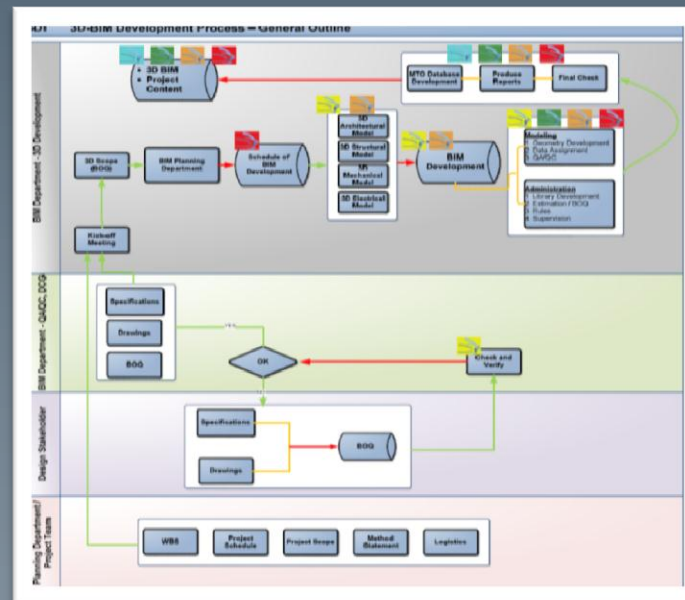 3D-BIM Development Process – General Outline
BIM Department - 3D Development
3D BIM
Project
Content
MTO Database
Development
Produce
Reports
Final Check
3D Scope
(BOQ)
BIM Planning
Department
Schedule of
BIM
Development
3D
Architectural
Model
3D Structural
Model
3D
Mechanical
Model
3D Electrical
Model
BIM
Development
Modeling
1 Geometry Development
2 Data Assignment
3 QA/QC
Administration
1 Library Development
2 Estimation / BOQ
3 Rules
4 Supervision
Kickoff
Meeting
BIM Department - QA/QC, DCG
Specifications
Drawings
BOQ
OK
Check and
Verify
Design Stakeholder
Specifications
Drawings
BOQ
Planning Department/
Project Team
WBS
Project
Schedule
Project Scope
Method
Statement
Logistics